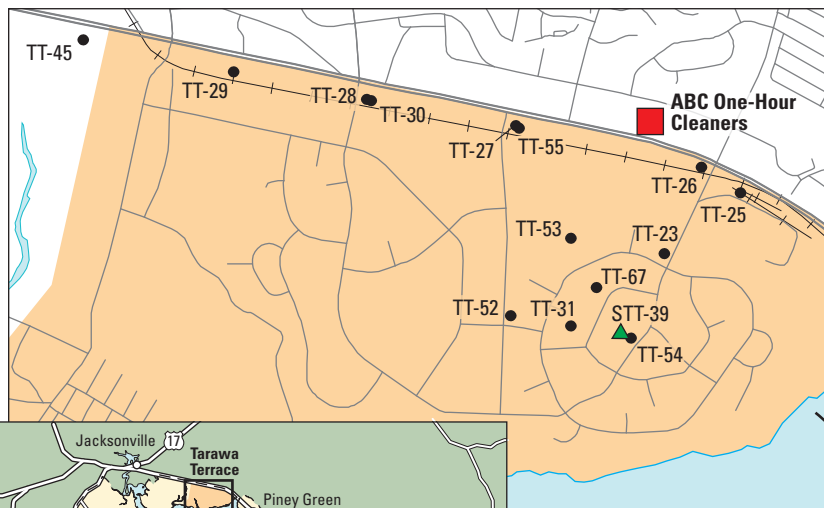 TT-45
TT-29
TT-28
TT-30
TT-27
TT-55
ABC One-Hour
Cleaners
TT-26
TT-25
TT-53
TT-23
TT-67
TT-52
TT-31
STT-39
TT-54
Jacksonville
17
Tarawa
Terrace
Piney Green